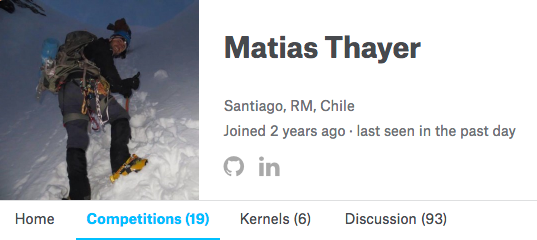 Matias Thayer
Santiago, RM, Chile
Joined 2 years ago · last seen in the past day
in
Home Competitions (19) Kernels (6) Discussion (93)